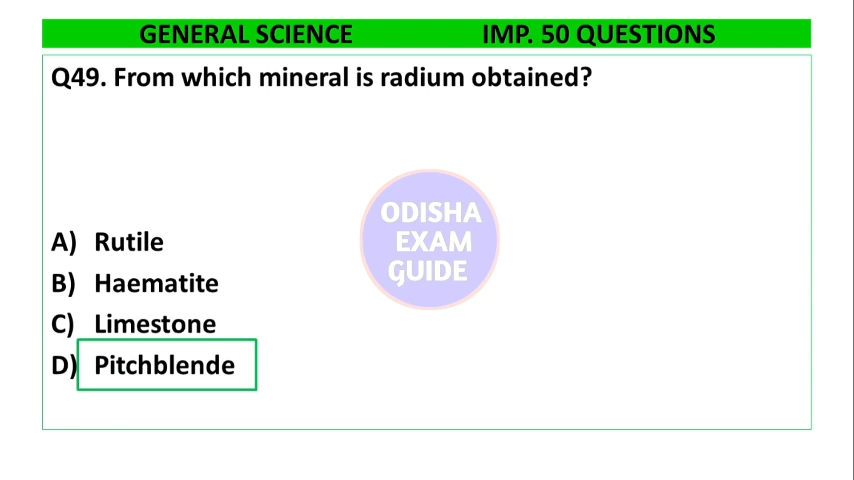 GENERAL SCIENCE IMP. 50 QUESTIONS
Q49. From which mineral is radium obtained?
ODISHA
EXAM
GUIDE
A) Rutile
B) Haematite
C) Limestone
D) Pitchblende